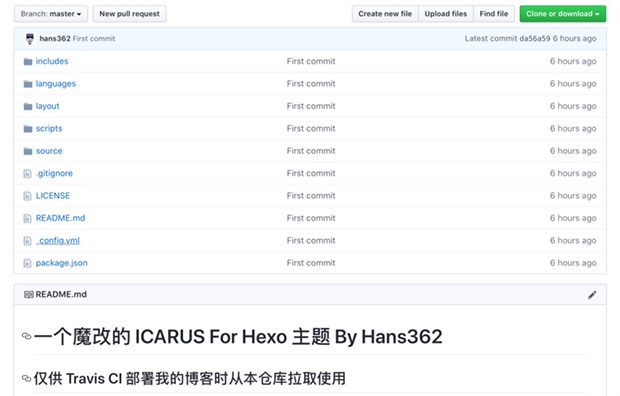 Branch: master New pull request Create new file Upload files Find file Clone or download
hans362 First commit Latest commit da56a59 6 hours ago
includes First commit 6 hours ago
languages First commit 6 hours ago
layout First commit 6 hours ago
scripts First commit 6 hours ago
source First commit 6 hours ago
.gitignore First commit 6 hours ago
LICENSE First commit 6 hours ago
README.md First commit 6 hours ago
_config.yml First commit 6 hours ago
package.json First commit 6 hours ago
README.md
一个魔改的 ICARUS For Hexo 主题 By Hans362
仅供 Travis CI 部署我的博客时从本仓库拉取使用